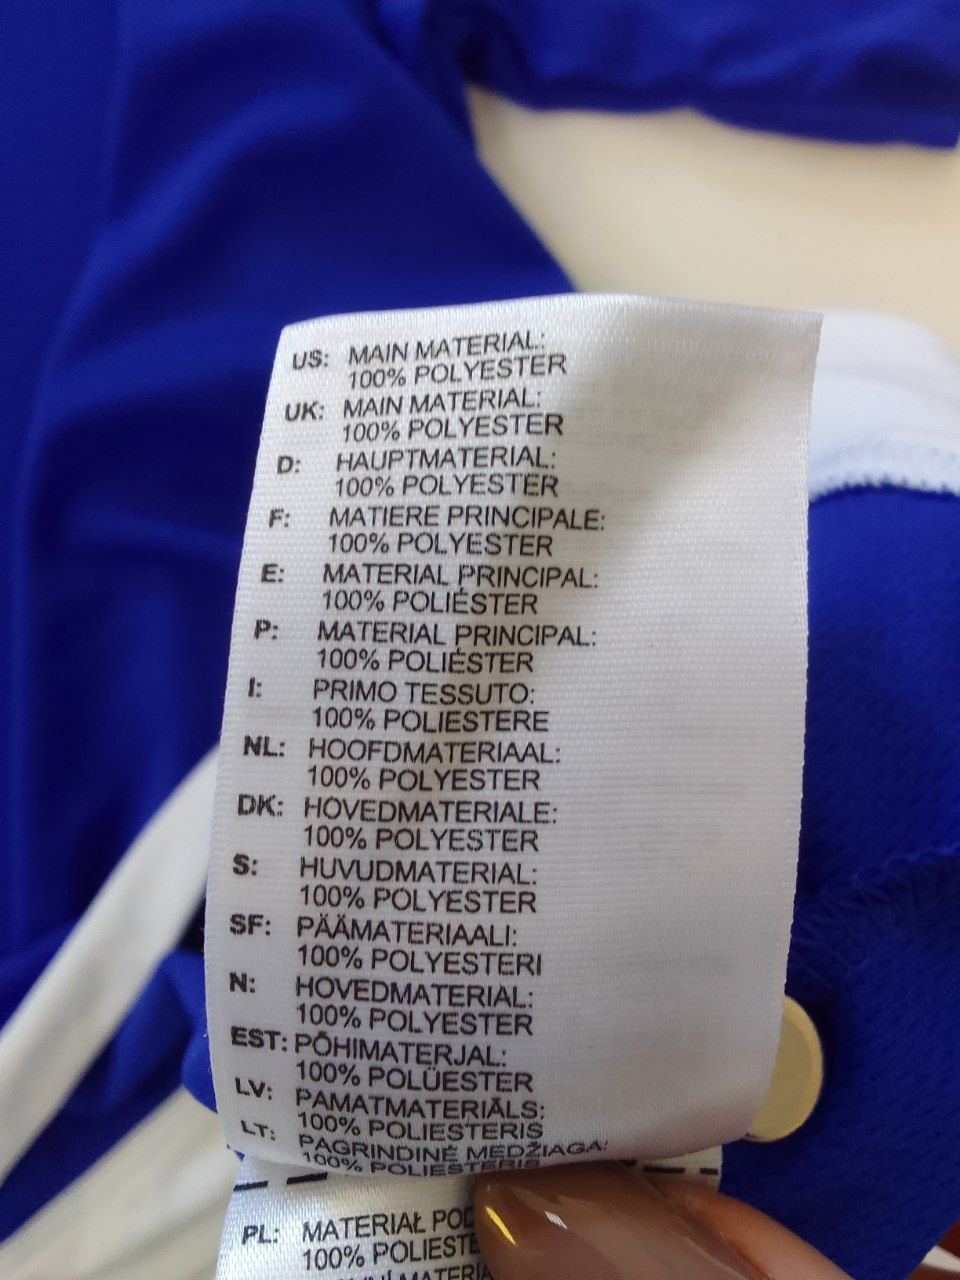 US: MAIN MATERIAL:
100% POLYESTER
UK: MAIN MATERIAL:
100% POLYESTER
D: HAUPTMATERIAL:
100% POLYESTER
F: MATIERE PRINCIPALE:
100% POLYESTER
E: MATERIAL PRINCIPAL:
100% POLIÉSTER
P: MATERIAL PRINCIPAL:
100% POLIÉSTER
I: PRIMO TESSUTO:
100% POLIESTERE
NL: HOOFDMATERIAAL:
100% POLYESTER
DK: HOVEDMATERIALE:
100% POLYESTER
S: HUVUDMATERIAL:
100% POLYESTER
SF: PÄÄMATERIAALI:
100% POLYESTERI
N: HOVEDMATERIAL:
100% POLYESTER
EST: PÕHIMATERJAL:
100% POLÜESTER
LV: PAMATMATERIĀLS:
100% POLIESTERIS
LT: PAGRINDINĖ MEDŽIAGA:
100% POLIESTERIS
PL: MATERIAŁ POD
100% POLIESTE